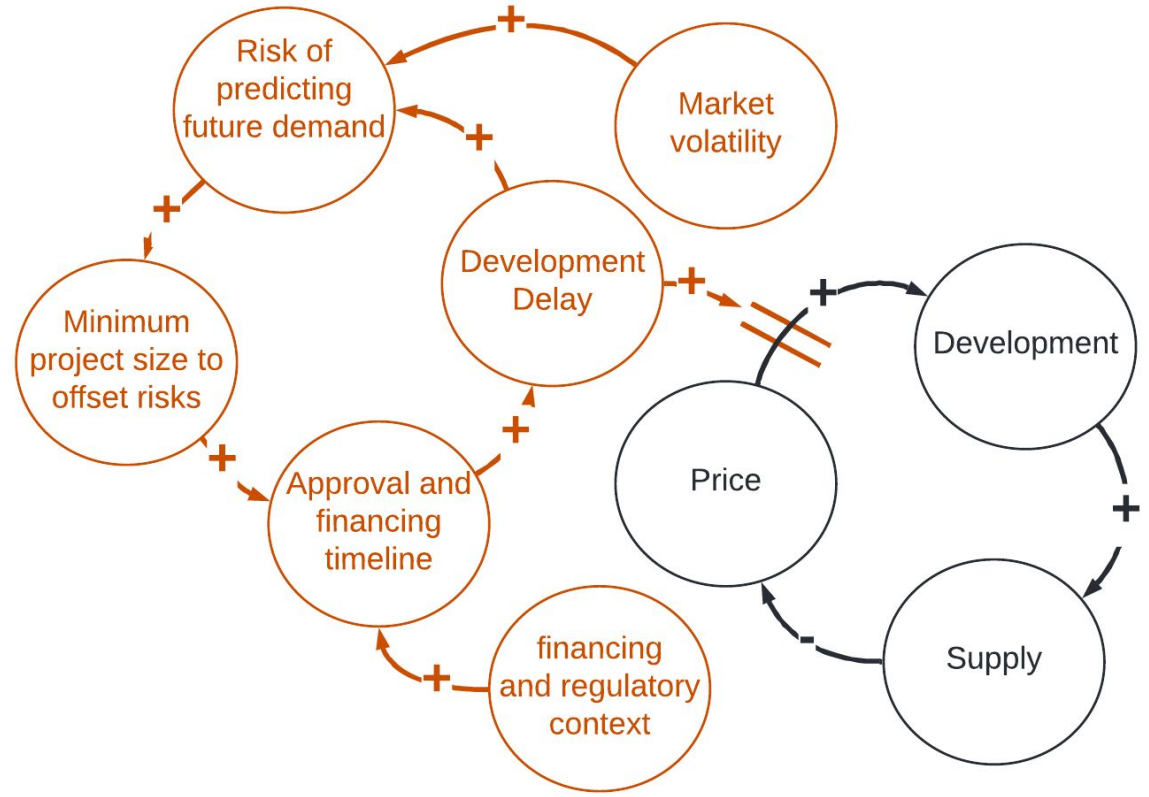 Risk of
predicting
future demand
+
Market
volatility
+
+
Development
Delay
+
+
Development
Minimum
project size to
offset risks
+
+
Approval and
financing
timeline
+
Price
+
-
Supply
financing
and regulatory
context
+